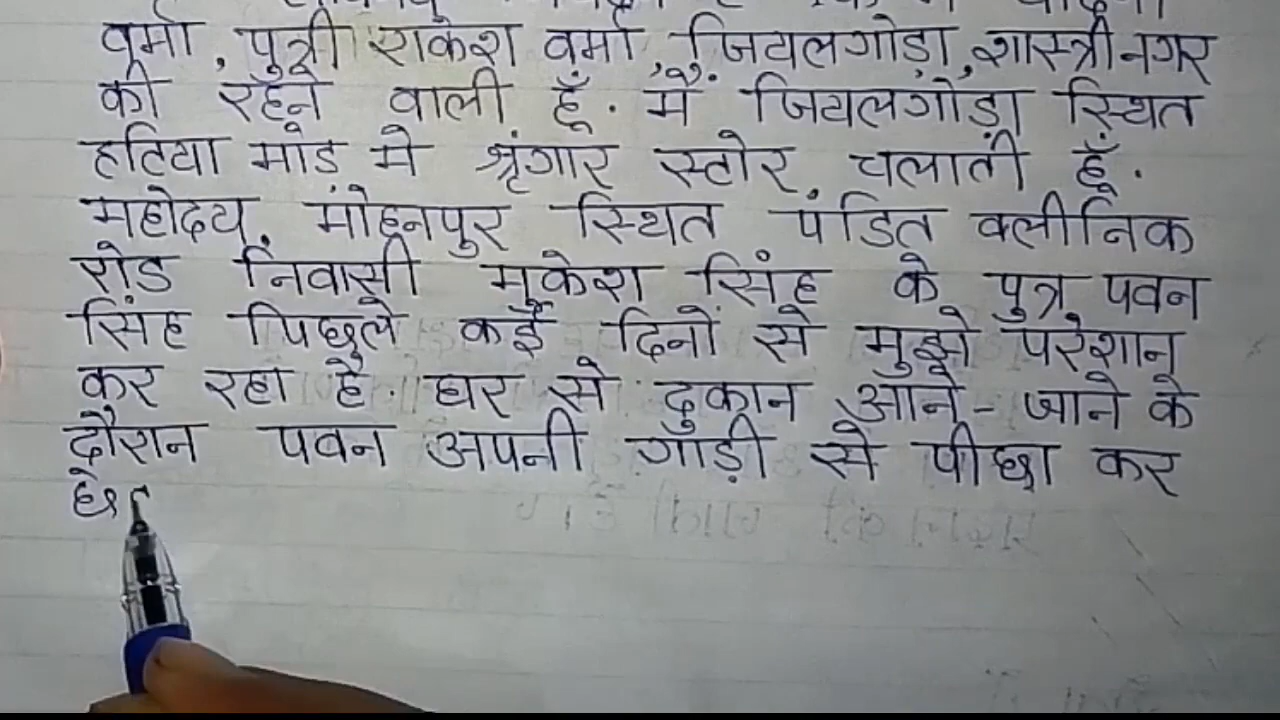 वर्मा, पुत्री राकेश वर्मा, जियलगोड़ा, शास्त्रीनगर
की रहने वाली हूँ. मैं जियलगोड़ा स्थित
हटिया मोड़ मे श्रृंगार स्टोर चलाती हूँ.
महोदय, मोहनपुर स्थित पंडित क्लीनिक
रोड निवासी मुकेश सिंह के पुत्र पवन
सिंह पिछले कई दिनों से मुझे परेशान
कर रहा है. घर से दुकान आने-जाने के
दौरान पवन अपनी गाड़ी से पीछा कर